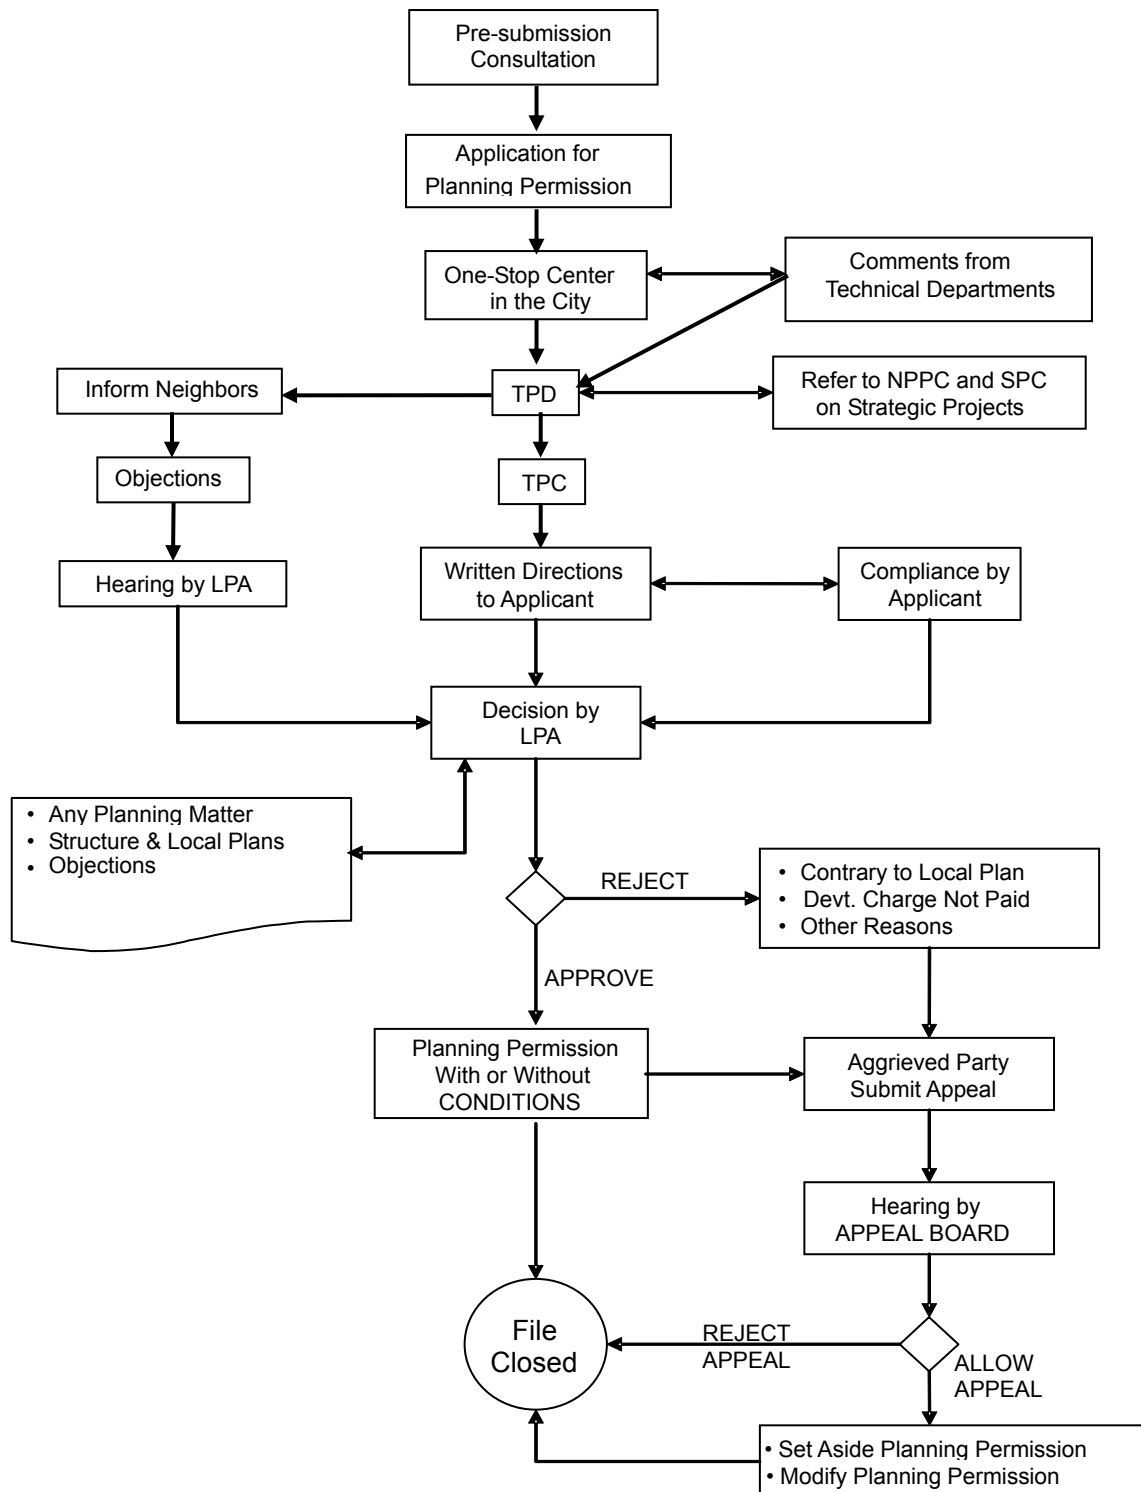 Pre-submission
Consultation
Application for
Planning Permission
One-Stop Center
in the City
Comments from
Technical Departments
Inform Neighbors
TPD
Refer to NPPC and SPC
on Strategic Projects
Objections
TPC
Hearing by LPA
Written Directions
to Applicant
Compliance by
Applicant
Decision by
LPA
• Any Planning Matter
• Structure & Local Plans
• Objections
REJECT
• Contrary to Local Plan
• Devt. Charge Not Paid
• Other Reasons
APPROVE
Planning Permission
With or Without
CONDITIONS
Aggrieved Party
Submit Appeal
Hearing by
APPEAL BOARD
File
Closed
REJECT
APPEAL
ALLOW
APPEAL
• Set Aside Planning Permission
• Modify Planning Permission